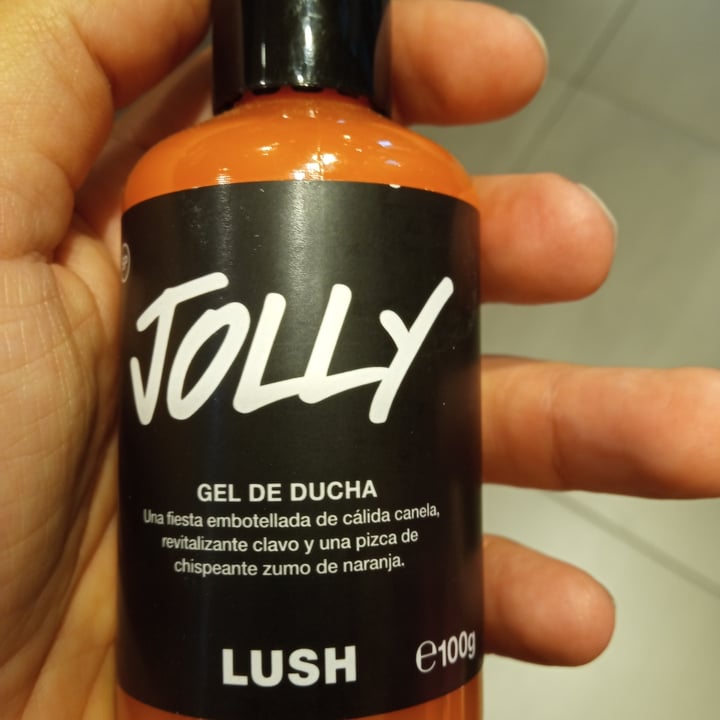 JOLLY
GEL DE DUCHA
Una fiesta embotellada de cálida canela,
revitalizante clavo y una pizca de
chispeante zumo de naranja.
LUSH ℮100g